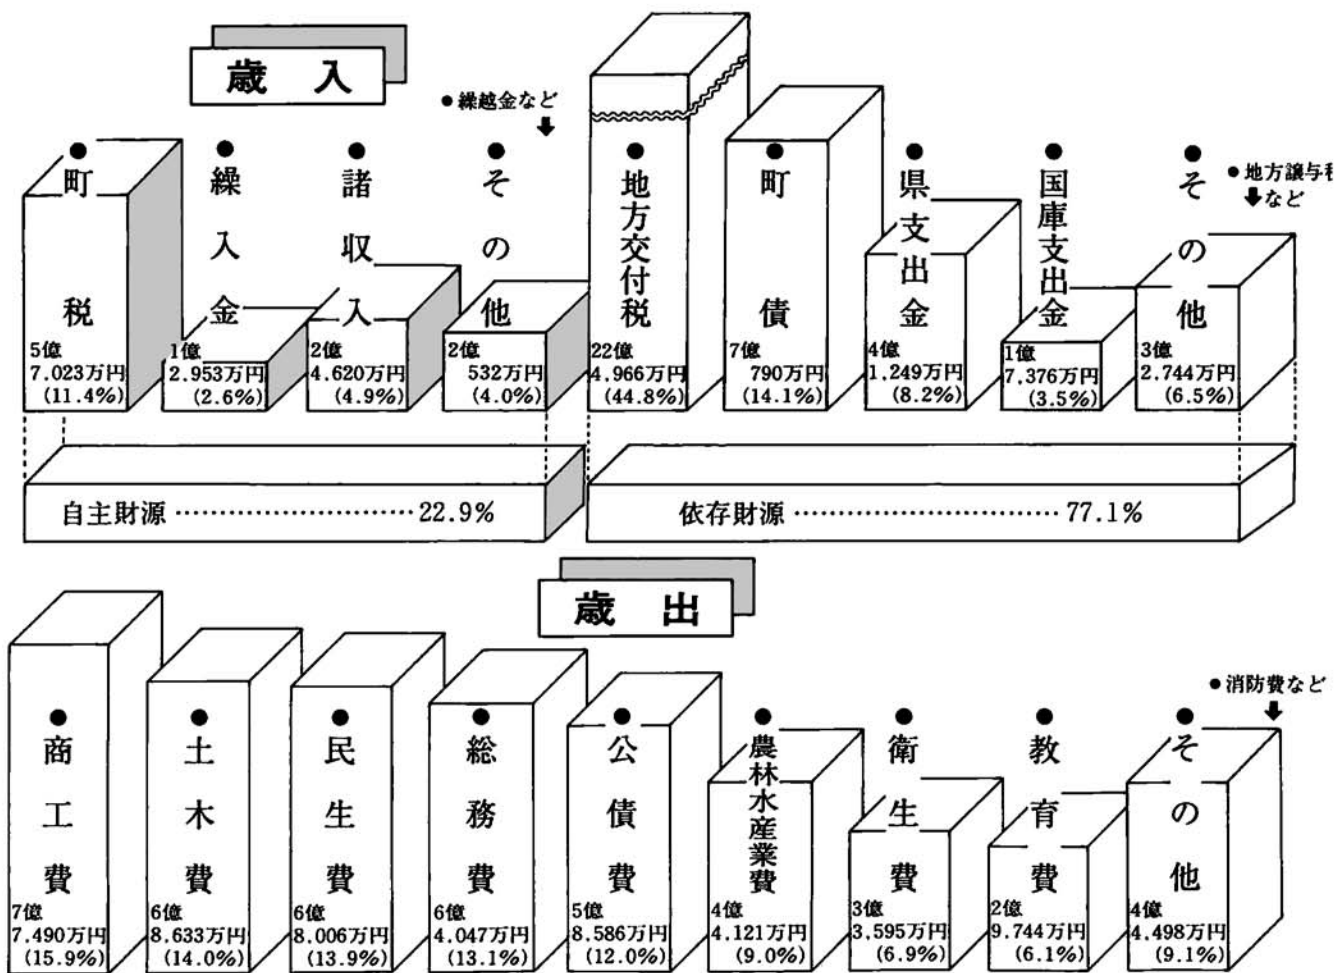 歳入
●繰越金など
●町税
5億
7.023万円
(11.4%)
●繰入金
1億
2.953万円
(2.6%)
●諸収入
2億
4.620万円
(4.9%)
●その他
2億
532万円
(4.0%)
●地方交付税
22億
4.966万円
(44.8%)
●町債
7億
790万円
(14.1%)
●県支出金
4億
1.249万円
(8.2%)
●国庫支出金
1億
7.376万円
(3.5%)
●その他
3億
2.744万円
(6.5%)
●地方譲与
など
自主財源 22.9%
依存財源 77.1%
歳出
●商工費
7億
7.490万円
(15.9%)
●土木費
6億
8.633万円
(14.0%)
●民生費
6億
8.006万円
(13.9%)
●総務費
6億
4.047万円
(13.1%)
●公債費
5億
8.586万円
(12.0%)
●農林水産業費
4億
4.121万円
(9.0%)
●衛生費
3億
3.595万円
(6.9%)
●教育費
2億
9.744万円
(6.1%)
●その他
4億
4.498万円
(9.1%)
●消防費など